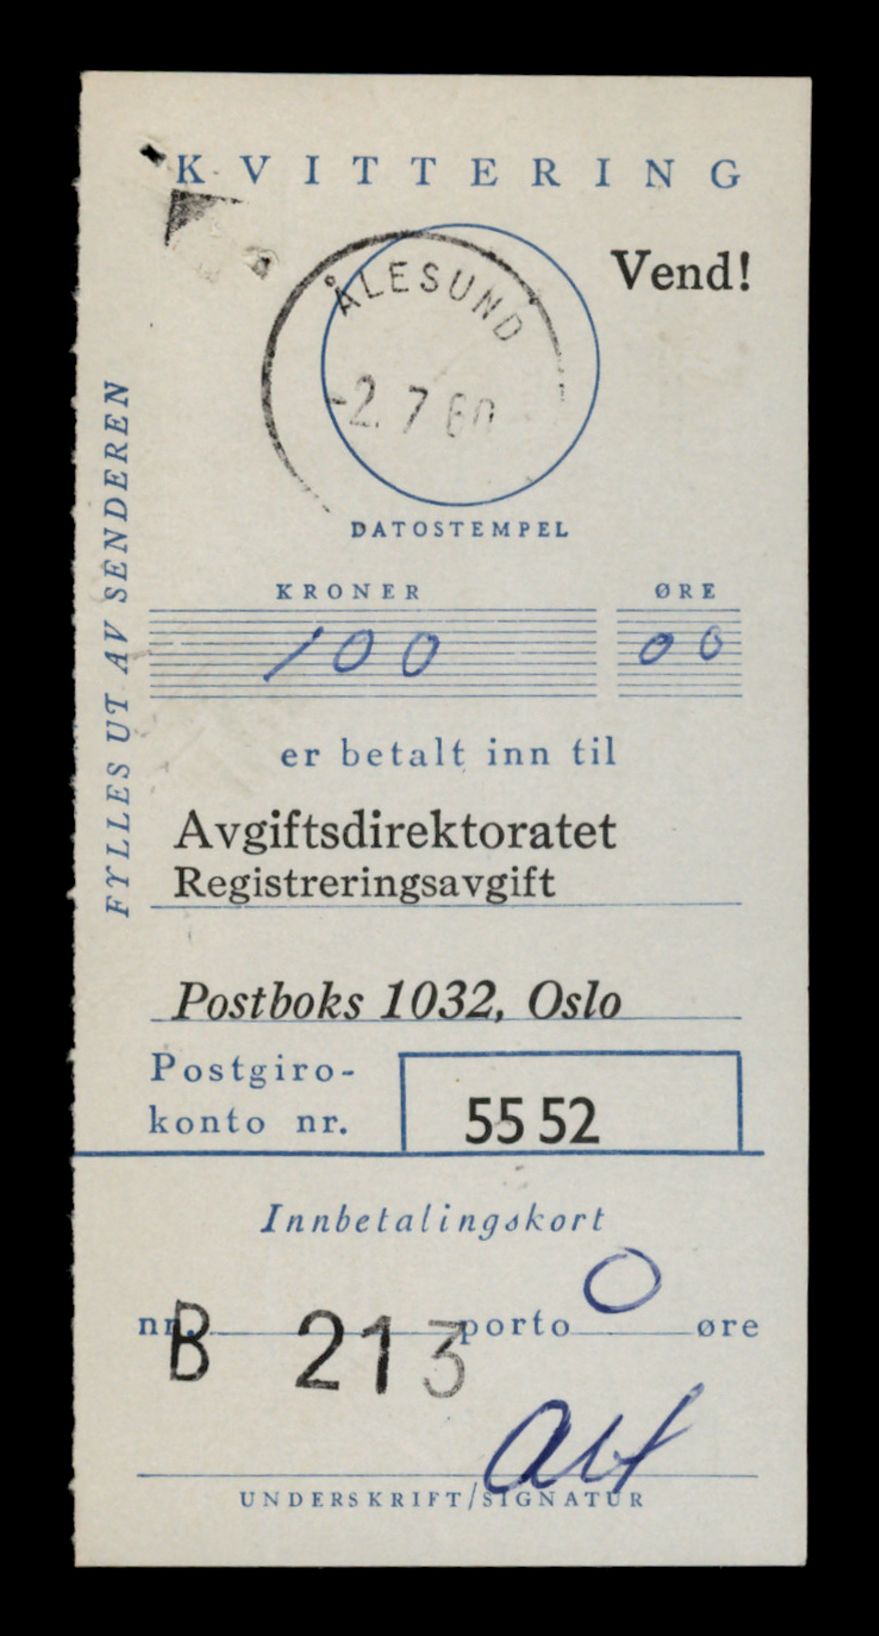 KVITTERING
Vend!
ÅLESUND
-2.7 60
DATOSTEMPEL
FYLLES UT AV SENDEREN
KRONER ØRE
100 00
er betalt inn til
Avgiftsdirektoratet
Registreringsavgift
Postboks 1032, Oslo
Postgiro-
konto nr. 55 52
Innbetalingskort
nr. B 213 porto 0 øre
UNDERSKRIFT/SIGNATUR